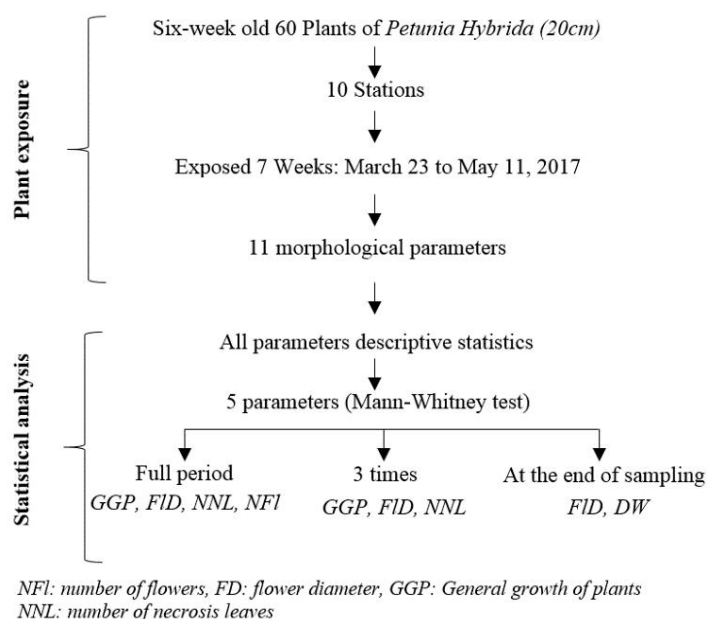 Plant exposure
Six-week old 60 Plants of Petunia Hybrida (20cm)
10 Stations
Exposed 7 Weeks: March 23 to May 11, 2017
11 morphological parameters
Statistical analysis
All parameters descriptive statistics
5 parameters (Mann-Whitney test)
Full period
GGP, FlD, NNL, NFl
3 times
GGP, FlD, NNL
At the end of sampling
FlD, DW
NFl: number of flowers, FD: flower diameter, GGP: General growth of plants
NNL: number of necrosis leaves